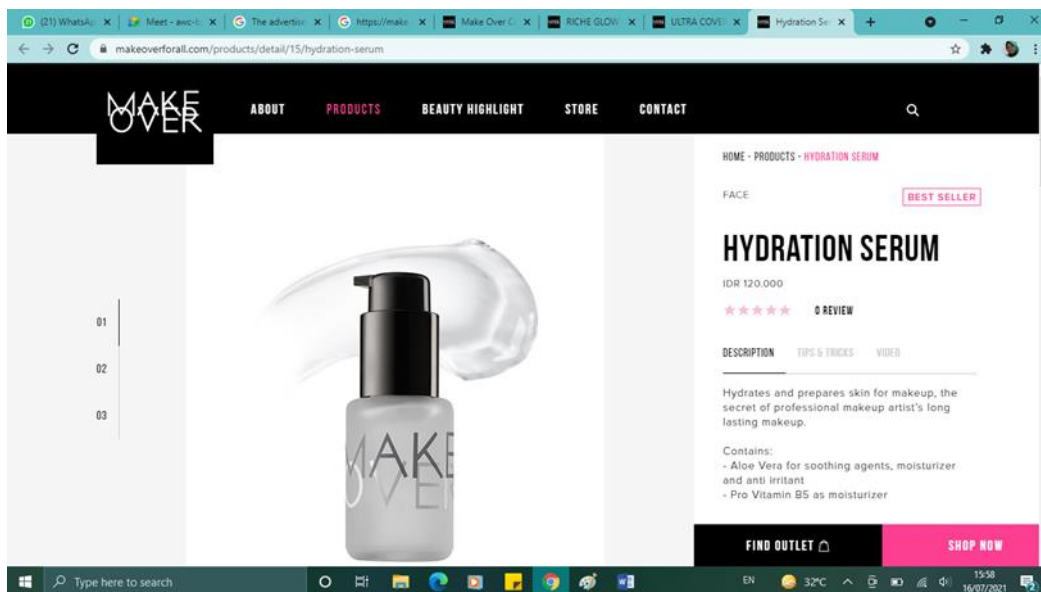 (21) WhatsAp
Meet - awc-b
The advertise
https://make
Make Over C
RICHE GLOW
ULTRA COVE
Hydration Ser
makeoverforall.com/products/detail/15/hydration-serum
MAKE
OVER
ABOUT
PRODUCTS
BEAUTY HIGHLIGHT
STORE
CONTACT
HOME - PRODUCTS - HYDRATION SERUM
FACE
BEST SELLER
HYDRATION SERUM
IDR 120.000
0 REVIEW
DESCRIPTION
TIPS & TRICKS
VIDEO
Hydrates and prepares skin for makeup, the
secret of professional makeup artist's long
lasting makeup.
Contains:
- Aloe Vera for soothing agents, moisturizer
and anti irritant
- Pro Vitamin B5 as moisturizer
01
02
03
MAKE
OVER
FIND OUTLET
SHOP NOW
Type here to search
EN
32°C
15:58
16/07/2021